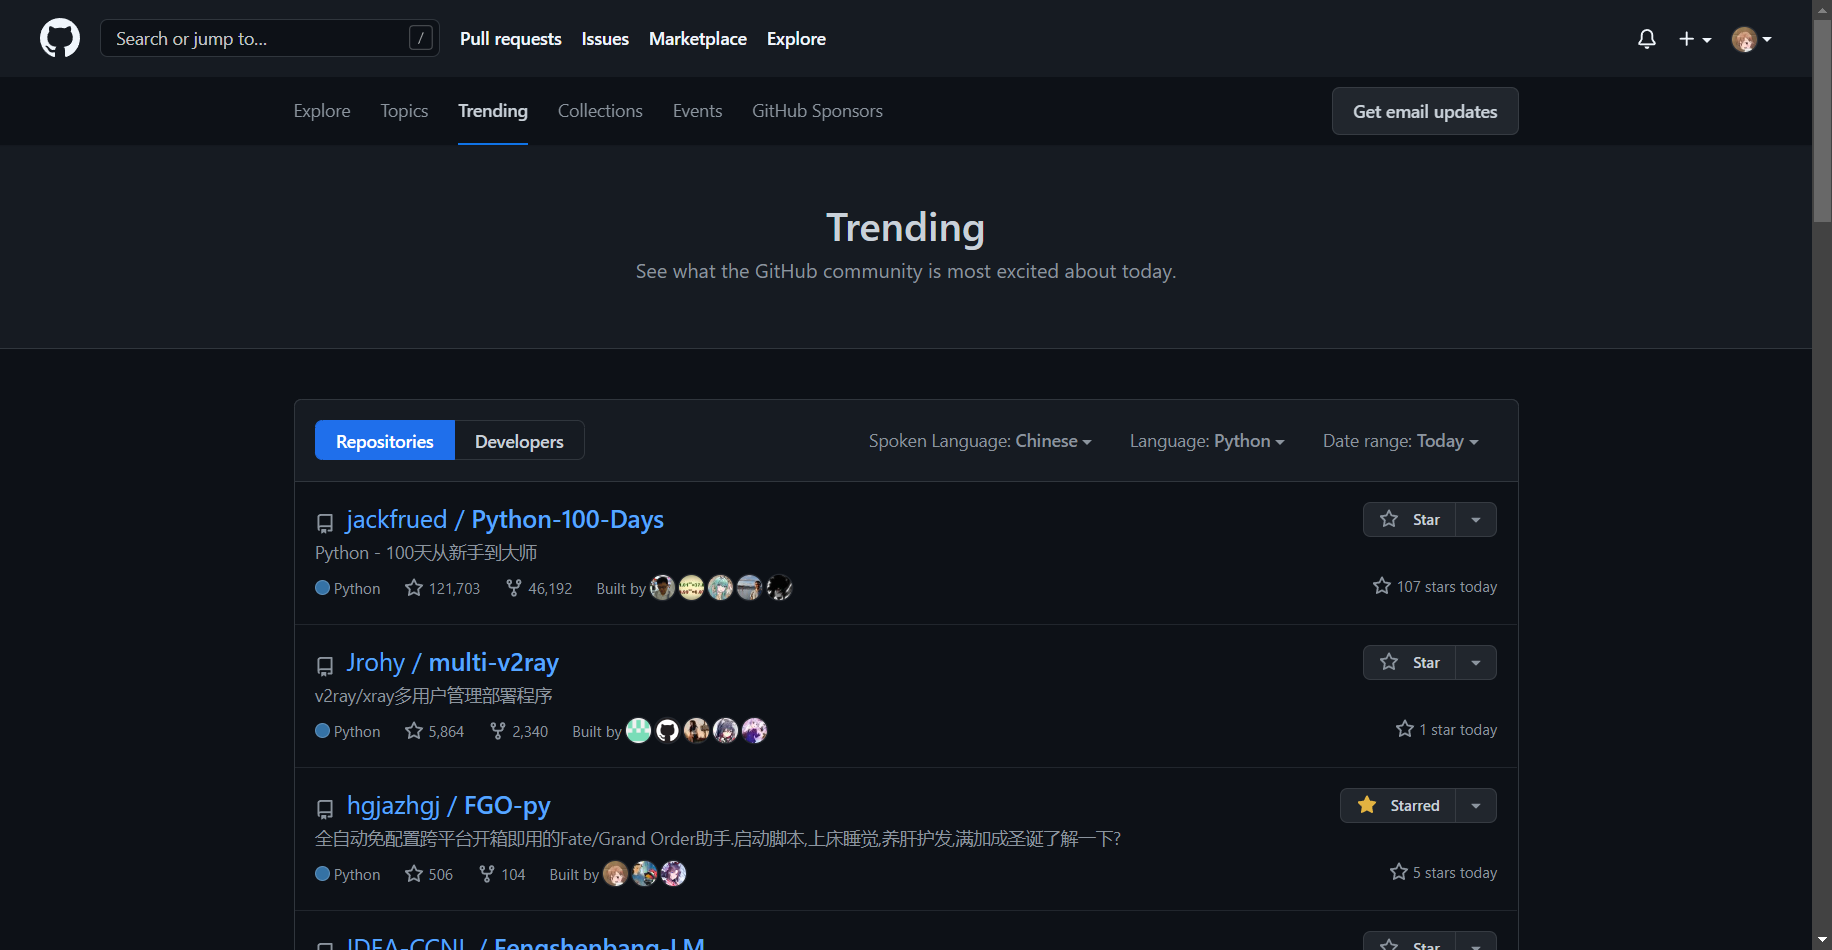 Search or jump to... /
Pull requests Issues Marketplace Explore
Explore Topics Trending Collections Events GitHub Sponsors
Get email updates
Trending
See what the GitHub community is most excited about today.
Repositories Developers
Spoken Language: Chinese Language: Python Date range: Today
jackfrued / Python-100-Days
Star
Python - 100天从新手到大师
Python 121,703 46,192 Built by
107 stars today
Jrohy / multi-v2ray
Star
v2ray/xray多用户管理部署程序
Python 5,864 2,340 Built by
1 star today
hgjazhgj / FGO-py
Starred
全自动免配置跨平台开箱即用的Fate/Grand Order助手.启动脚本,上床睡觉,养肝护发,满加成圣诞了解一下?
Python 506 104 Built by
5 stars today
IDEA-CCNL / Fengshenbang-LM
Star